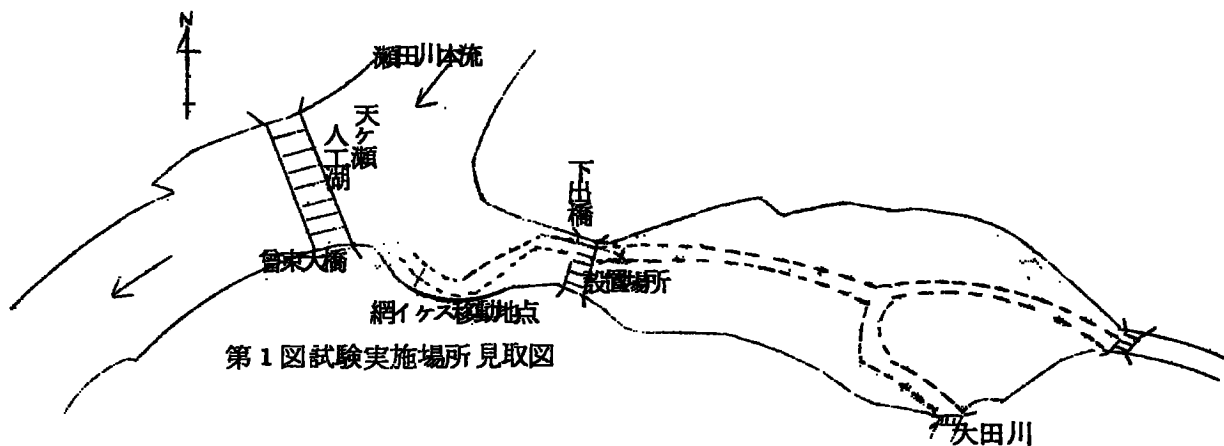 N
瀬田川本流
天ヶ瀬
人工湖
下出橋
曽束大橋
設置場所
網イケス移動地点
第1図試験実施場所見取図
大田川